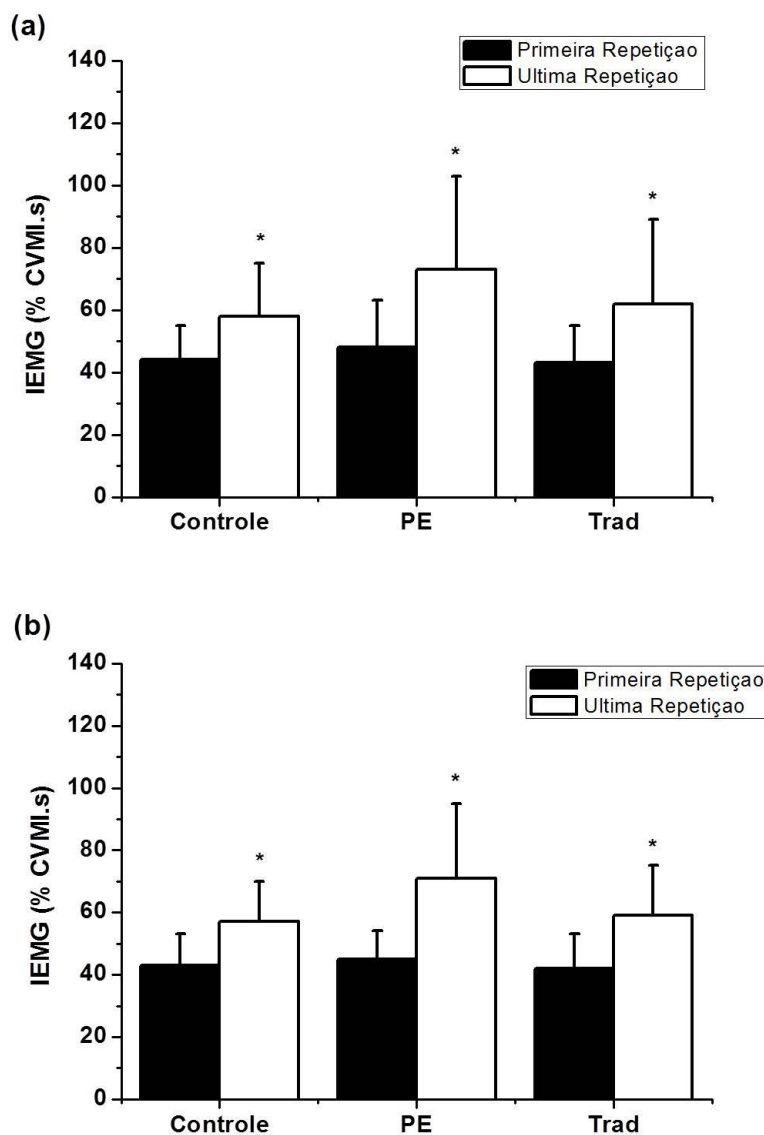 (a)
Primeira Repetiçao
Ultima Repetiçao
140
120
100
80
60
40
20
0
IEMG (% CVMI.s)
*
*
*
Controle PE Trad
(b)
Primeira Repetiçao
Ultima Repetiçao
140
120
100
80
60
40
20
0
IEMG (% CVMI.s)
*
*
*
Controle PE Trad